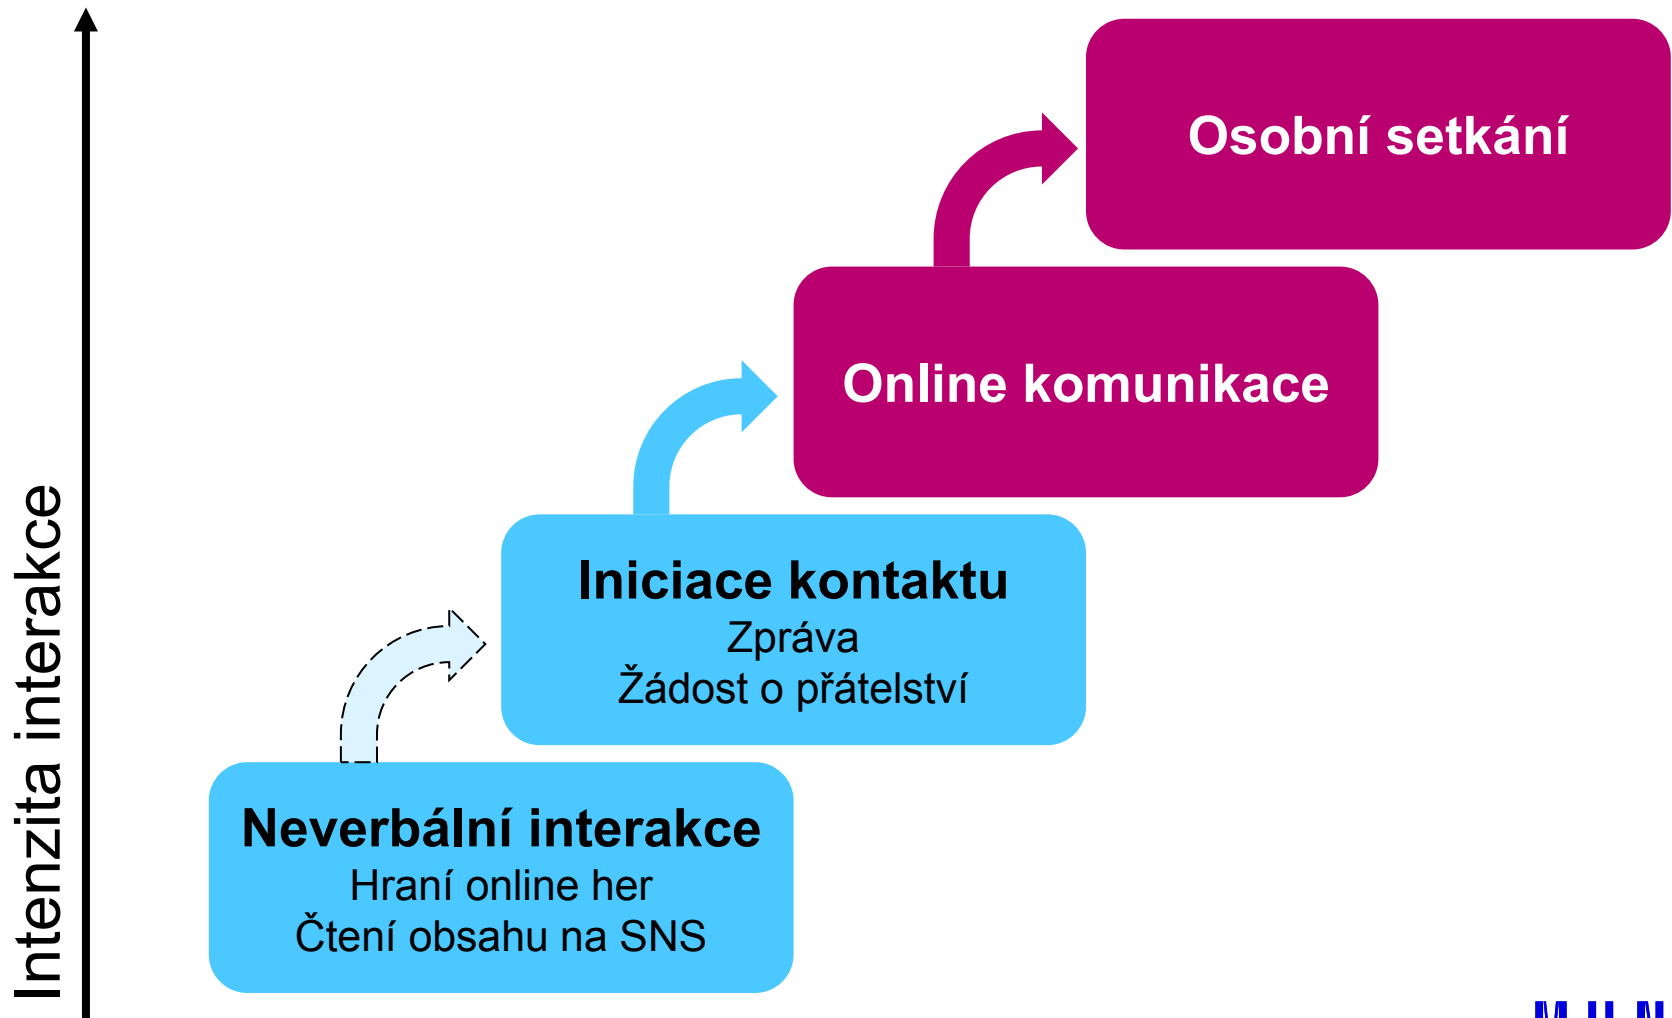 Osobní setkání
Online komunikace
Iniciace kontaktu
Zpráva
Žádost o přátelství
Neverbální interakce
Hraní online her
Čtení obsahu na SNS
Intenzita interakce